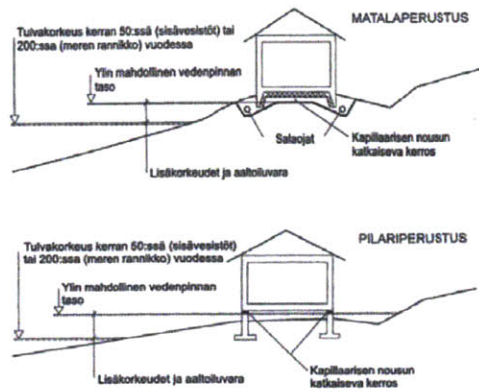 MATALAPERUSTUS
Tulvakorkeus kerran 50:ssä (sisävesistöt) tai
200:ssa (meren rannikko) vuodessa
Ylin mahdollinen vedenpinnan
taso
Salaojat
Kapillaarisen nousun
katkaiseva kerros
Lisäkorkeudet ja aaltoiluvara
PILARIPERUSTUS
Tulvakorkeus kerran 50:ssä (sisävesistöt)
tai 200:ssa (meren rannikko) vuodessa
Ylin mahdollinen vedenpinnan
taso
Lisäkorkeudet ja aaltoiluvara
Kapillaarisen nousun
katkaiseva kerros